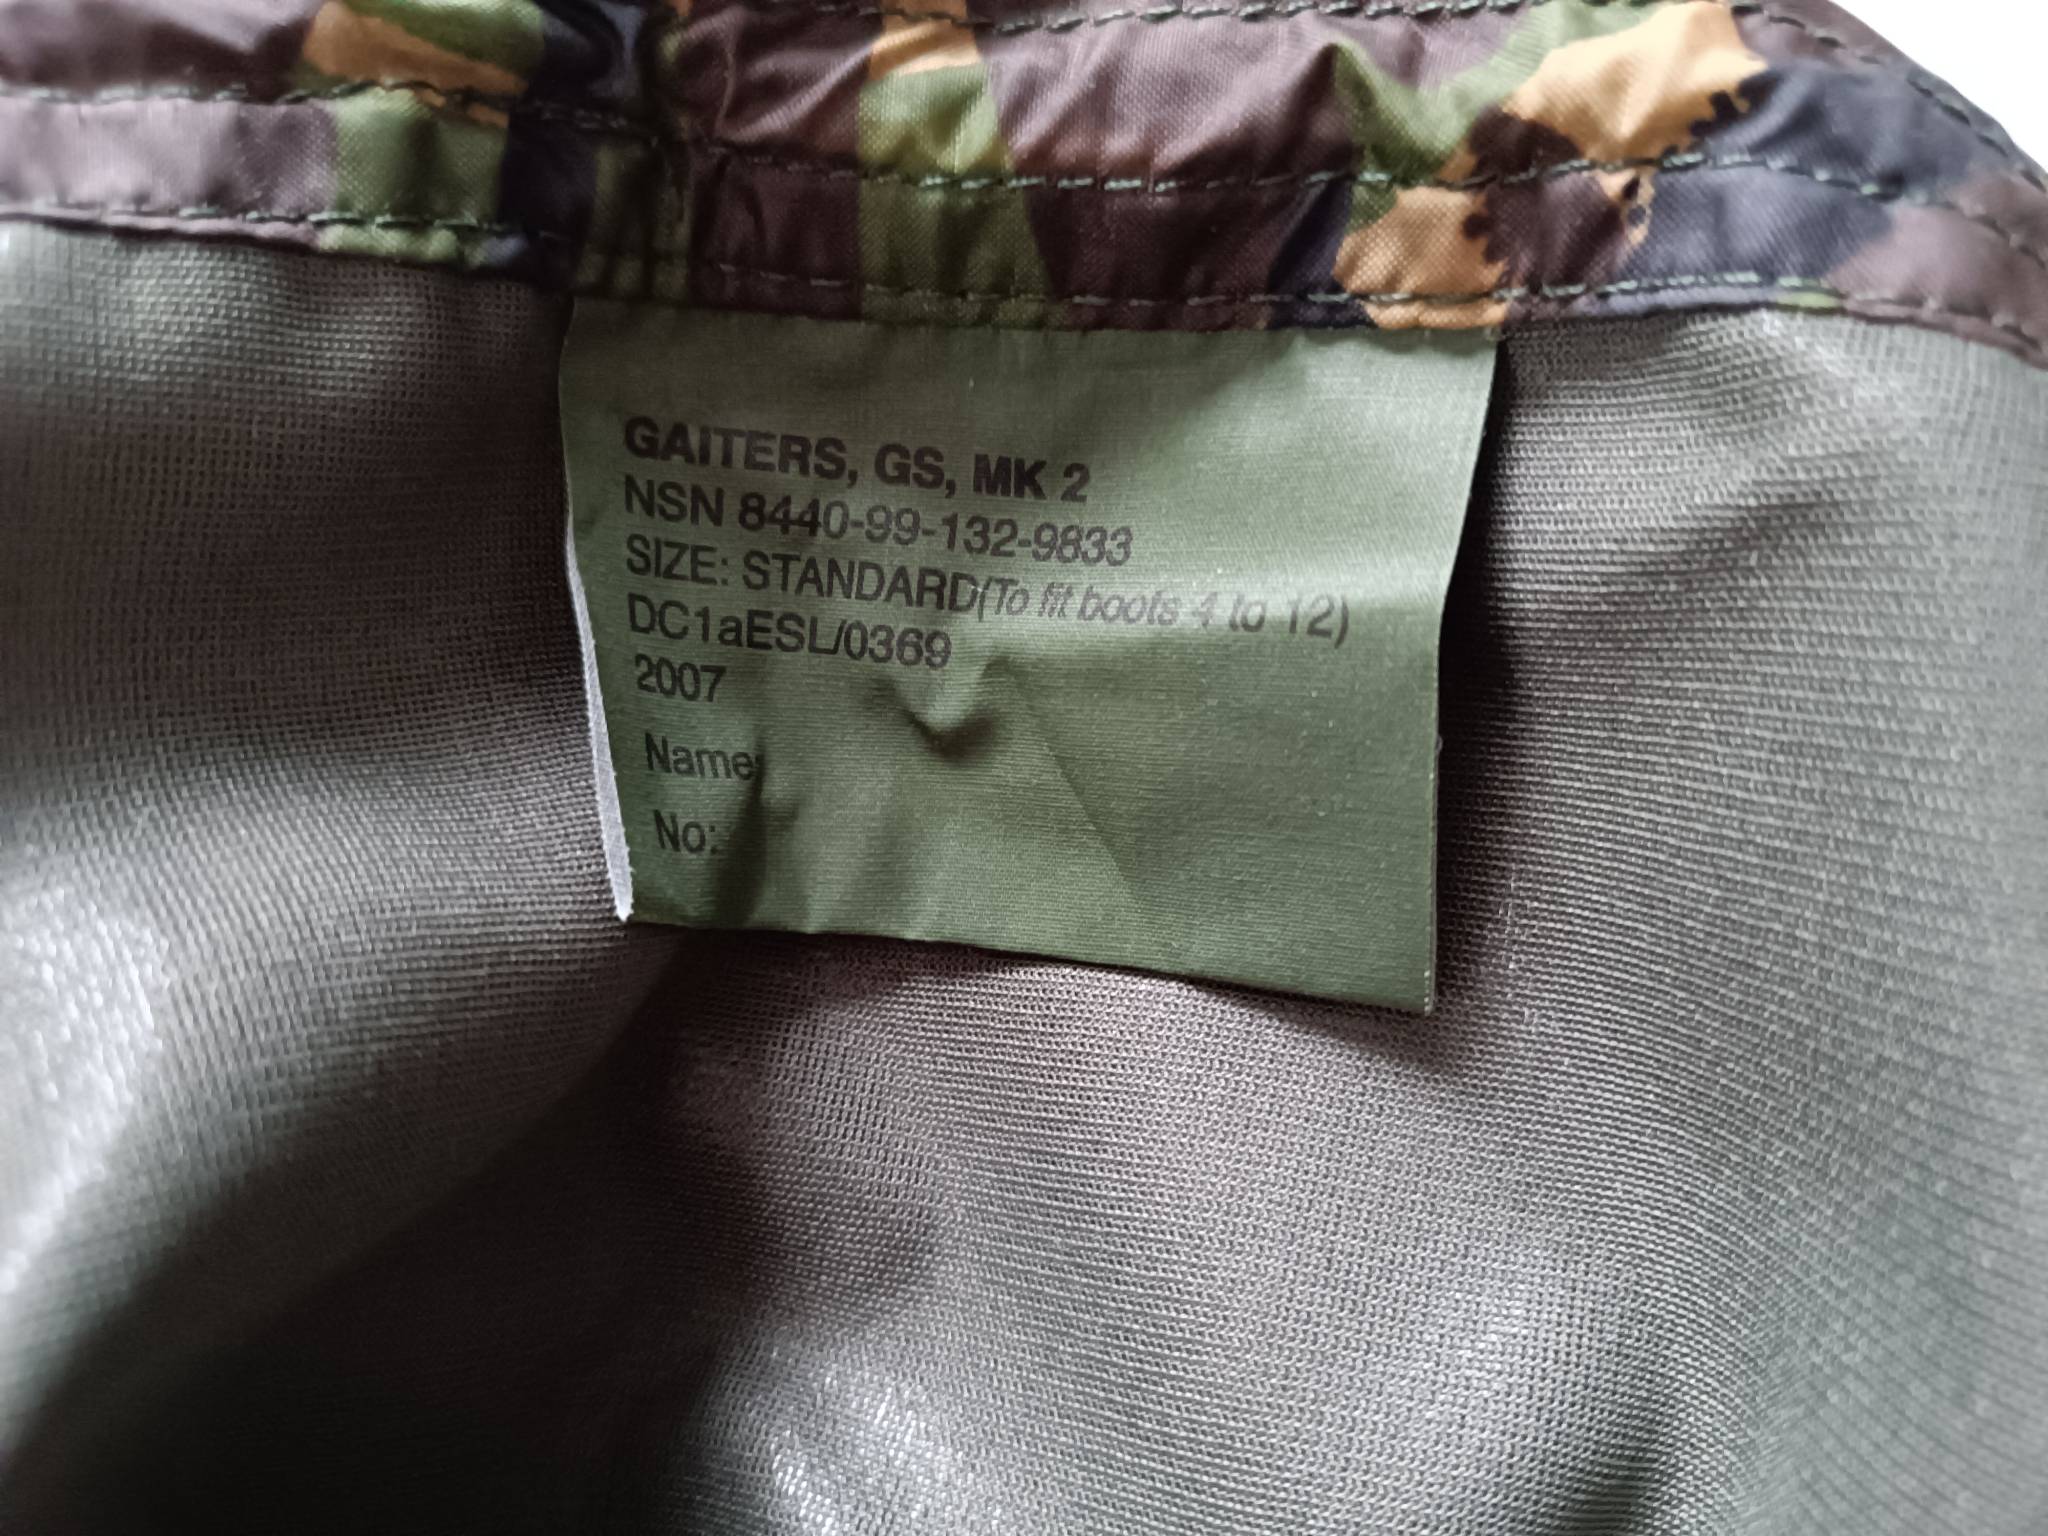 GAITERS, GS, MK 2
NSN 8440-99-132-9833
SIZE: STANDARD(To fit boots 4 to 12)
DC1aESL/0369
2007
Name:
No: